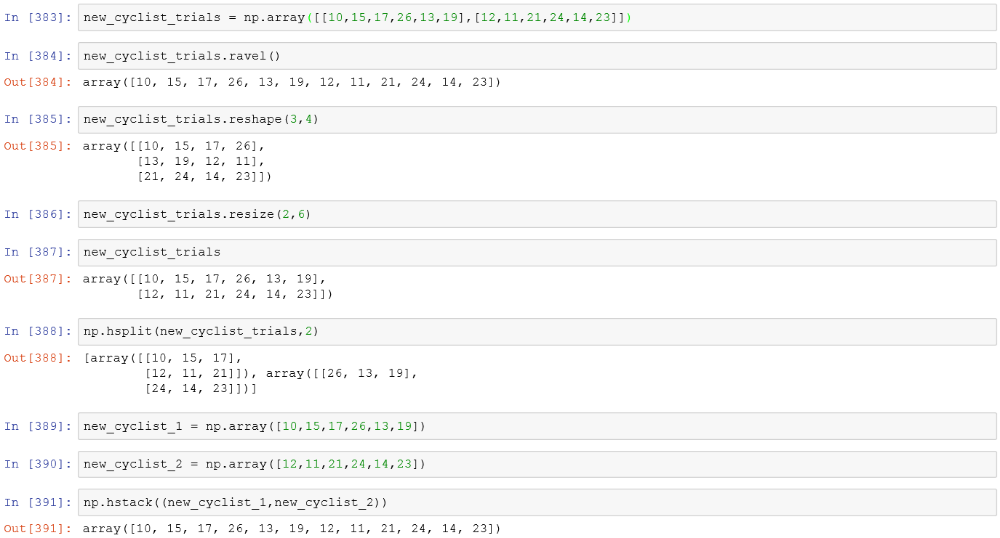 In [383]: new_cyclist_trials = np.array([[10,15,17,26,13,19],[12,11,21,24,14,23]])
In [384]: new_cyclist_trials.ravel()
Out[384]: array([10, 15, 17, 26, 13, 19, 12, 11, 21, 24, 14, 23])
In [385]: new_cyclist_trials.reshape(3,4)
Out[385]: array([[10, 15, 17, 26],
[13, 19, 12, 11],
[21, 24, 14, 23]])
In [386]: new_cyclist_trials.resize(2,6)
In [387]: new_cyclist_trials
Out[387]: array([[10, 15, 17, 26, 13, 19],
[12, 11, 21, 24, 14, 23]])
In [388]: np.hsplit(new_cyclist_trials,2)
Out[388]: [array([[10, 15, 17],
[12, 11, 21]]), array([[26, 13, 19],
[24, 14, 23]])]
In [389]: new_cyclist_1 = np.array([10,15,17,26,13,19])
In [390]: new_cyclist_2 = np.array([12,11,21,24,14,23])
In [391]: np.hstack((new_cyclist_1,new_cyclist_2))
Out[391]: array([10, 15, 17, 26, 13, 19, 12, 11, 21, 24, 14, 23])